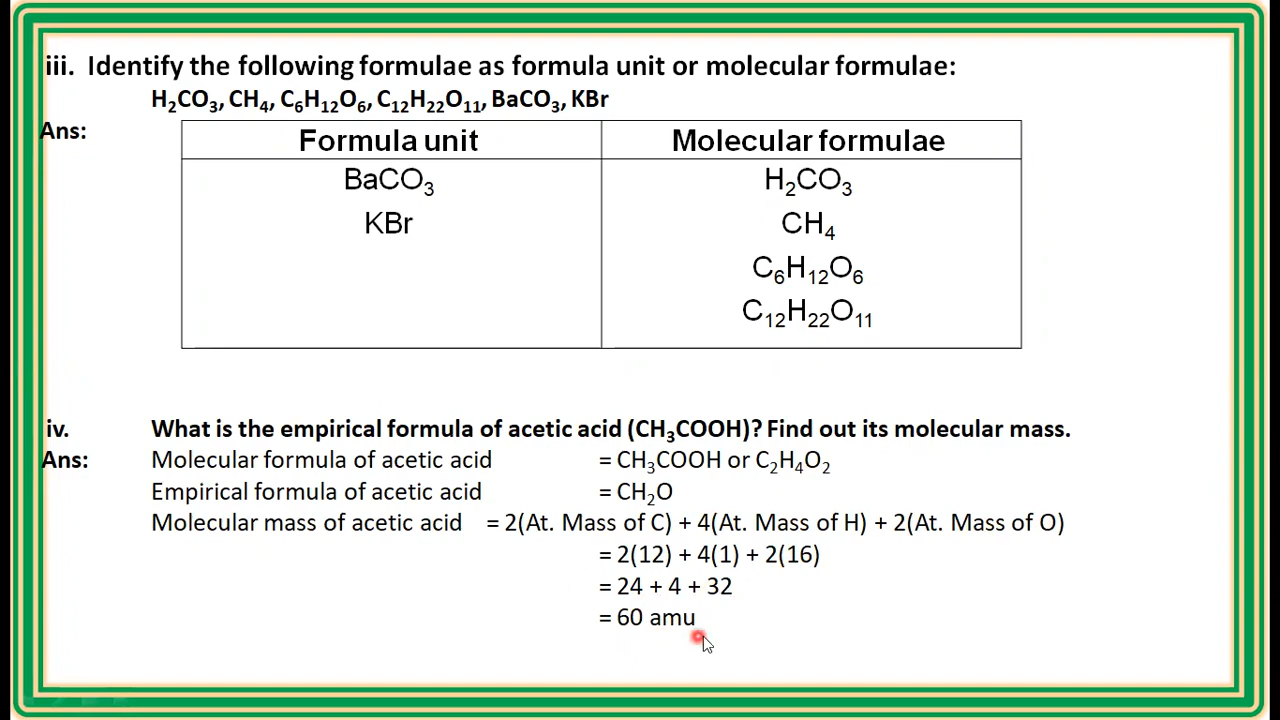 iii. Identify the following formulae as formula unit or molecular formulae:
H₂CO₃, CH₄, C₆H₁₂O₆, C₁₂H₂₂O₁₁, BaCO₃, KBr
Ans:
Formula unit Molecular formulae
BaCO₃ H₂CO₃
KBr CH₄
C₆H₁₂O₆
C₁₂H₂₂O₁₁
iv. What is the empirical formula of acetic acid (CH₃COOH)? Find out its molecular mass.
Ans: Molecular formula of acetic acid = CH₃COOH or C₂H₄O₂
Empirical formula of acetic acid = CH₂O
Molecular mass of acetic acid = 2(At. Mass of C) + 4(At. Mass of H) + 2(At. Mass of O)
= 2(12) + 4(1) + 2(16)
= 24 + 4 + 32
= 60 amu